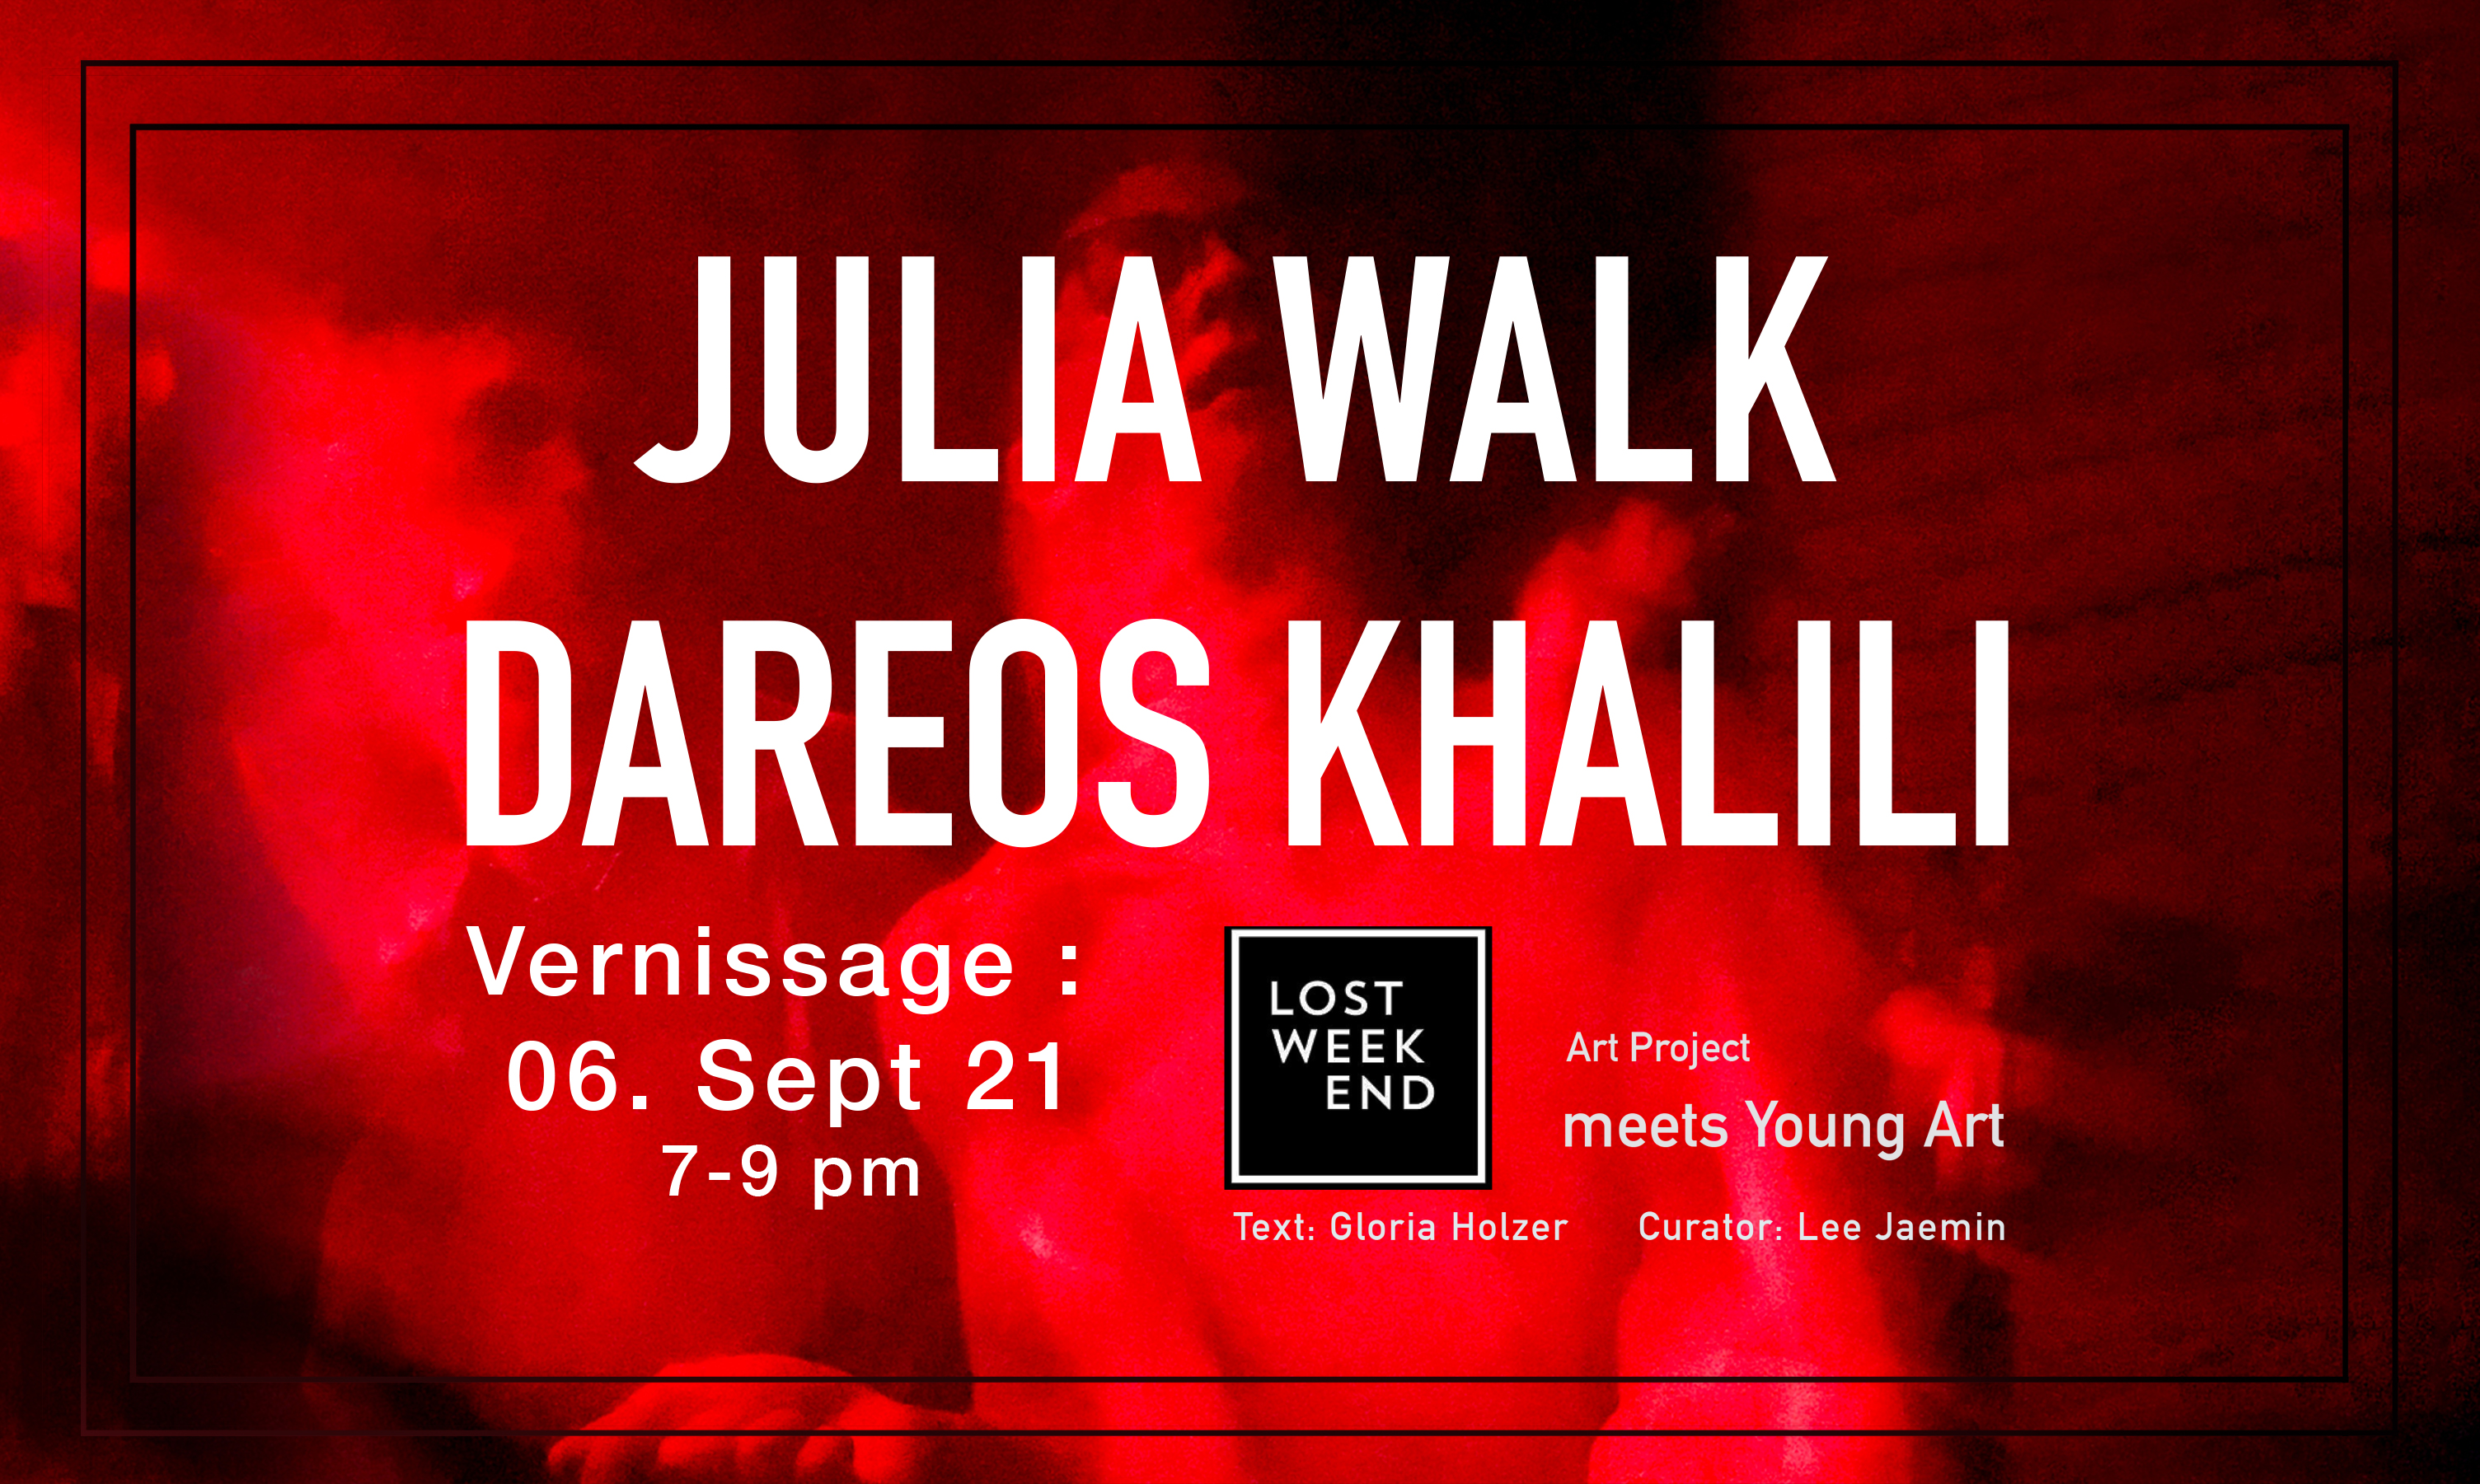 JULIA WALK
DAREOS KHALILI
Vernissage :
06. Sept 21
7-9 pm
LOST
WEEK
END
Art Project
meets Young Art
Text: Gloria Holzer
Curator: Lee Jaemin